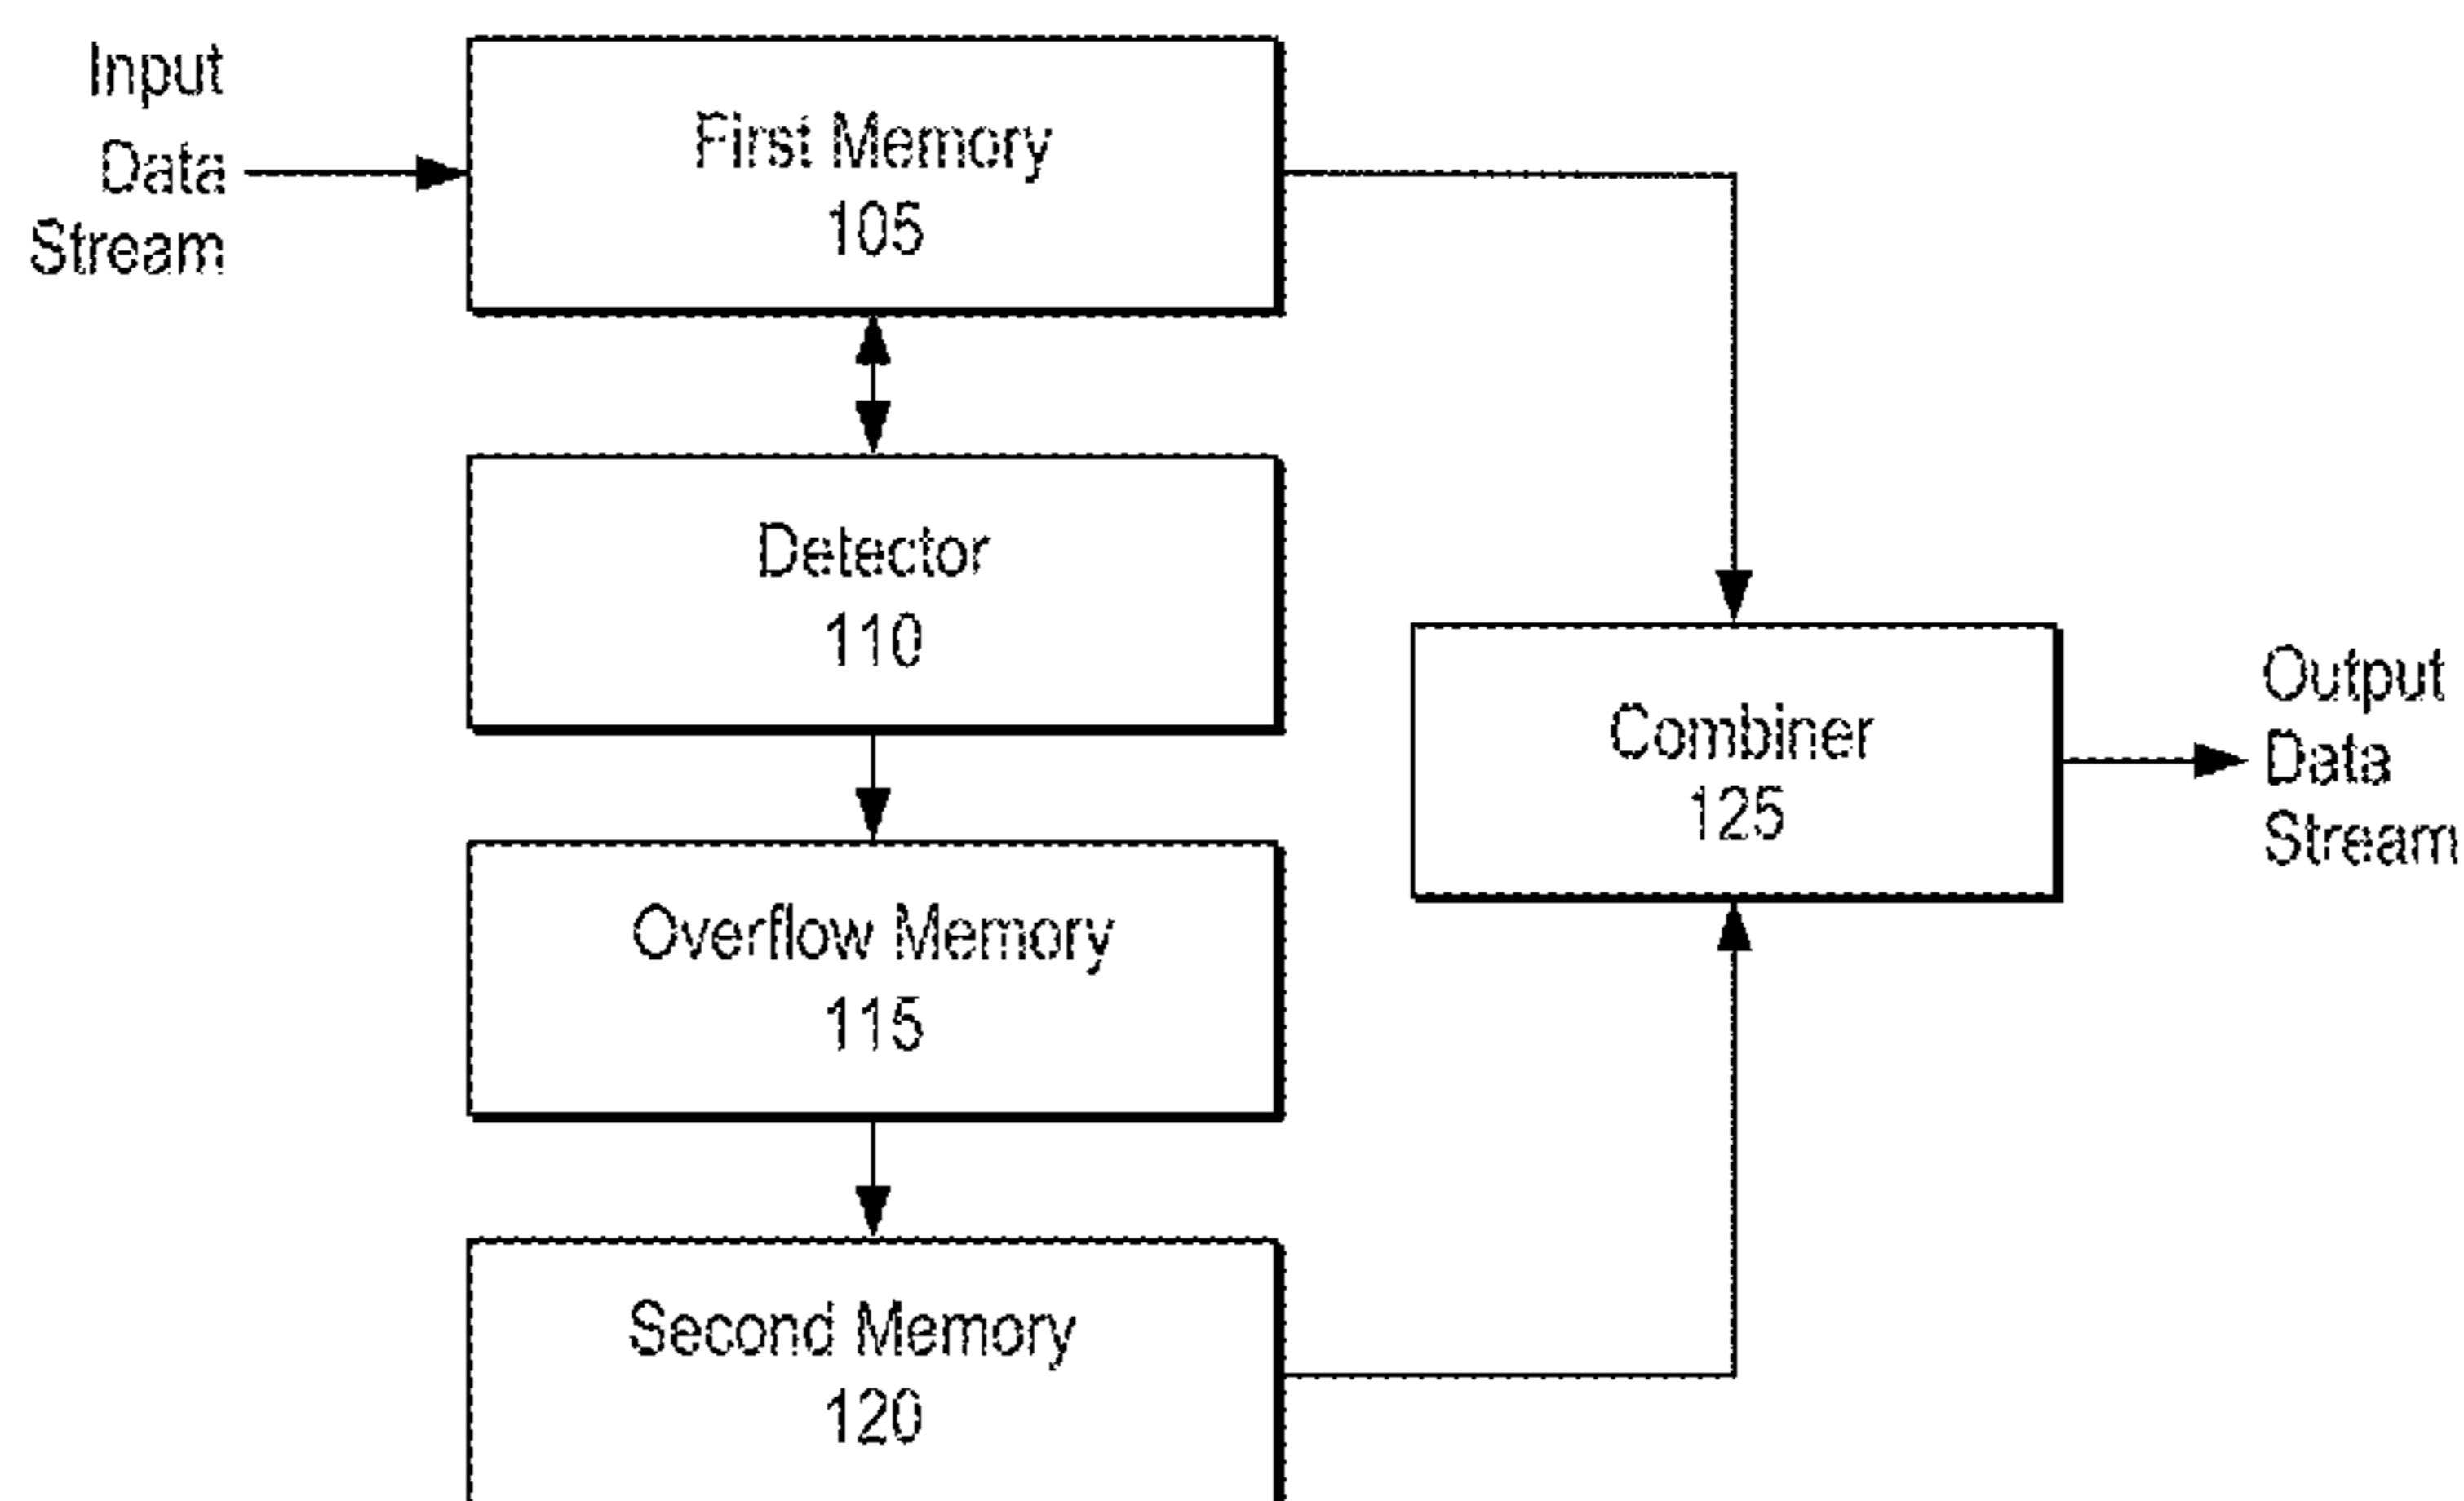 Input
Data
Stream
First Memory
105
Detector
110
Overflow Memory
115
Second Memory
120
Combiner
125
Output
Data
Stream